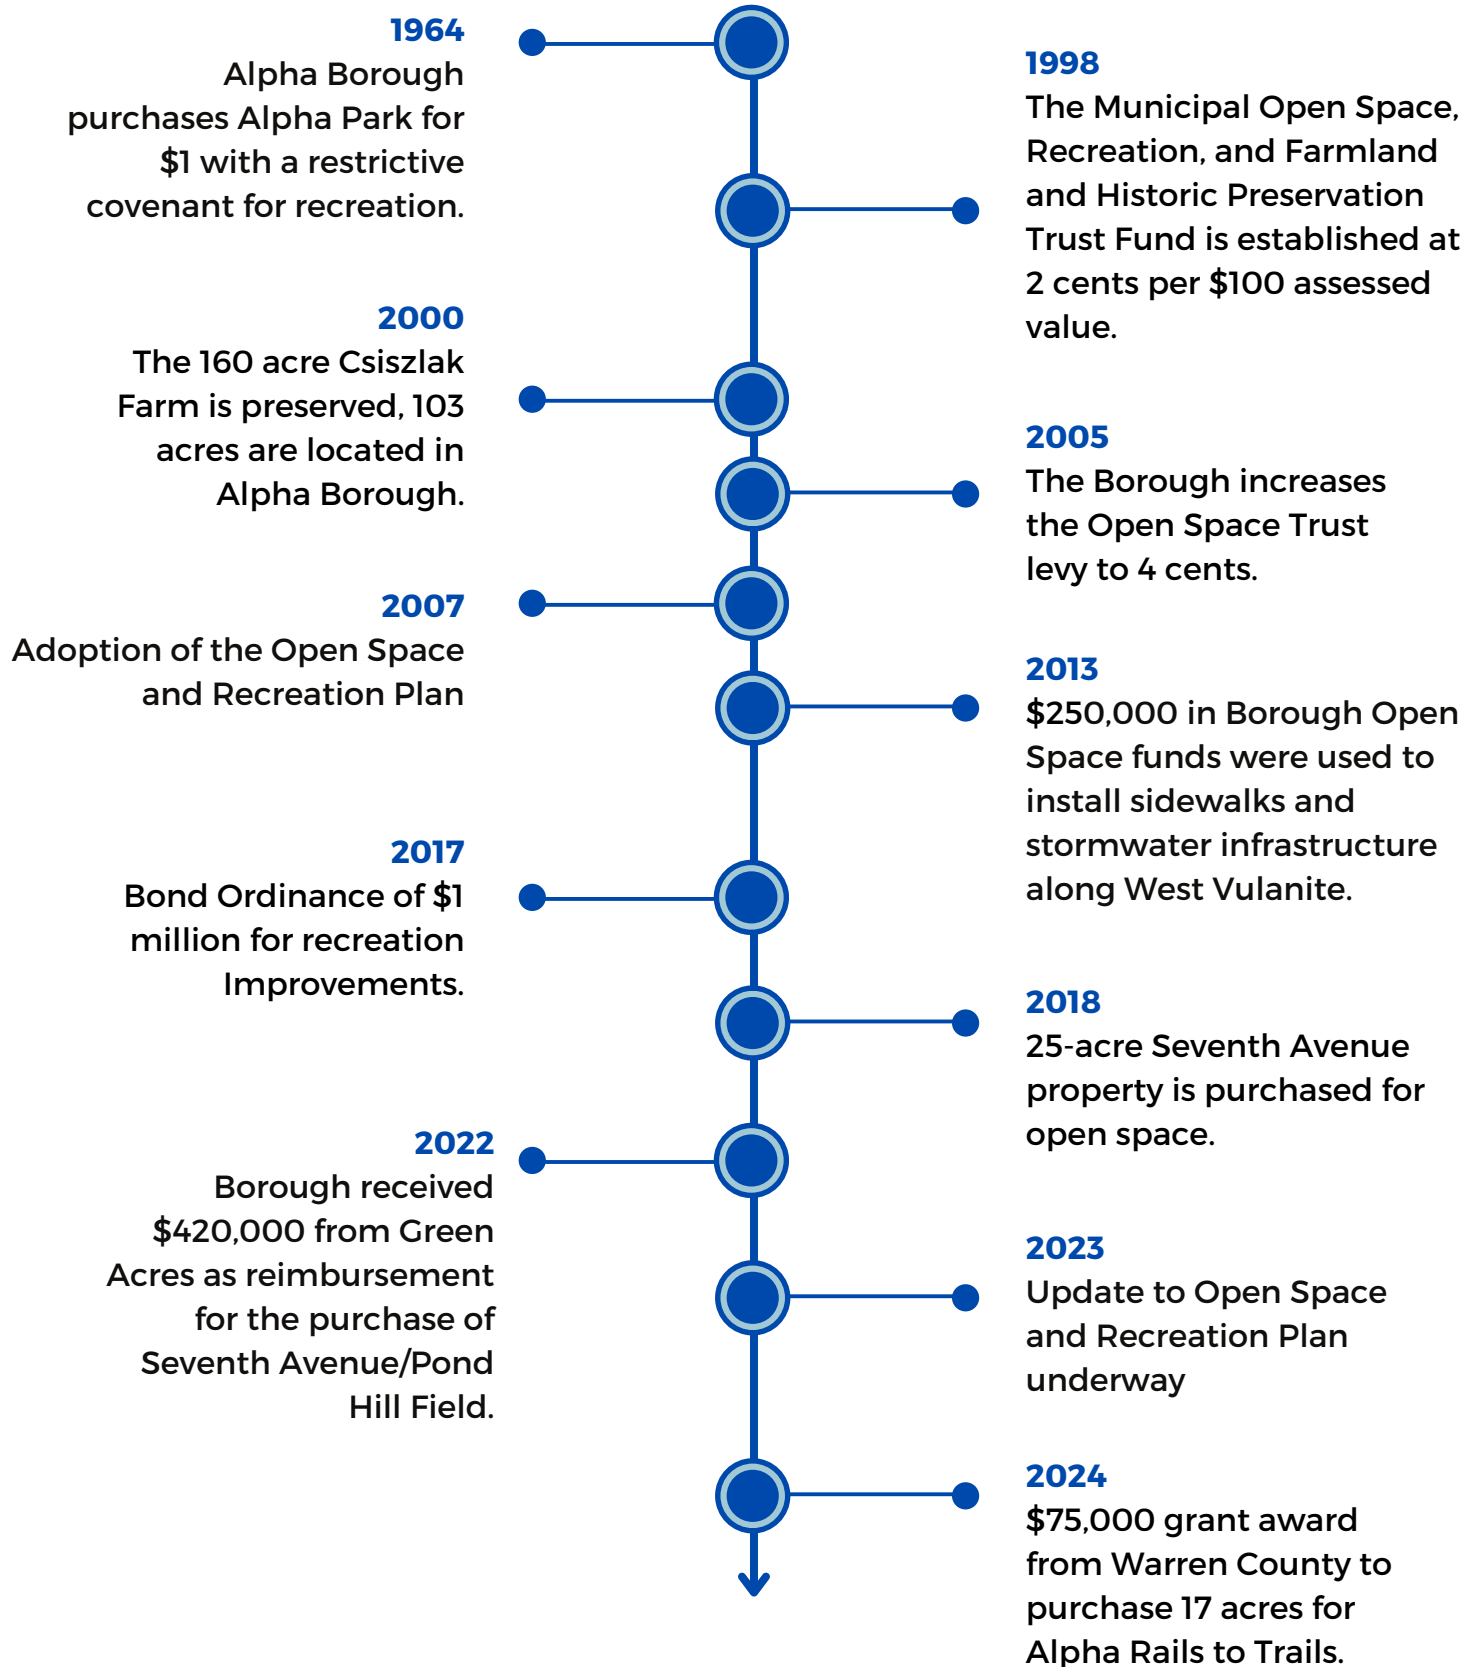 1964
Alpha Borough
purchases Alpha Park for
$1 with a restrictive
covenant for recreation.
1998
The Municipal Open Space,
Recreation, and Farmland
and Historic Preservation
Trust Fund is established at
2 cents per $100 assessed
value.
2000
The 160 acre Csiszlak
Farm is preserved, 103
acres are located in
Alpha Borough.
2005
The Borough increases
the Open Space Trust
levy to 4 cents.
2007
Adoption of the Open Space
and Recreation Plan
2013
$250,000 in Borough Open
Space funds were used to
install sidewalks and
stormwater infrastructure
along West Vulanite.
2017
Bond Ordinance of $1
million for recreation
Improvements.
2018
25-acre Seventh Avenue
property is purchased for
open space.
2022
Borough received
$420,000 from Green
Acres as reimbursement
for the purchase of
Seventh Avenue/Pond
Hill Field.
2023
Update to Open Space
and Recreation Plan
underway
2024
$75,000 grant award
from Warren County to
purchase 17 acres for
Alpha Rails to Trails.